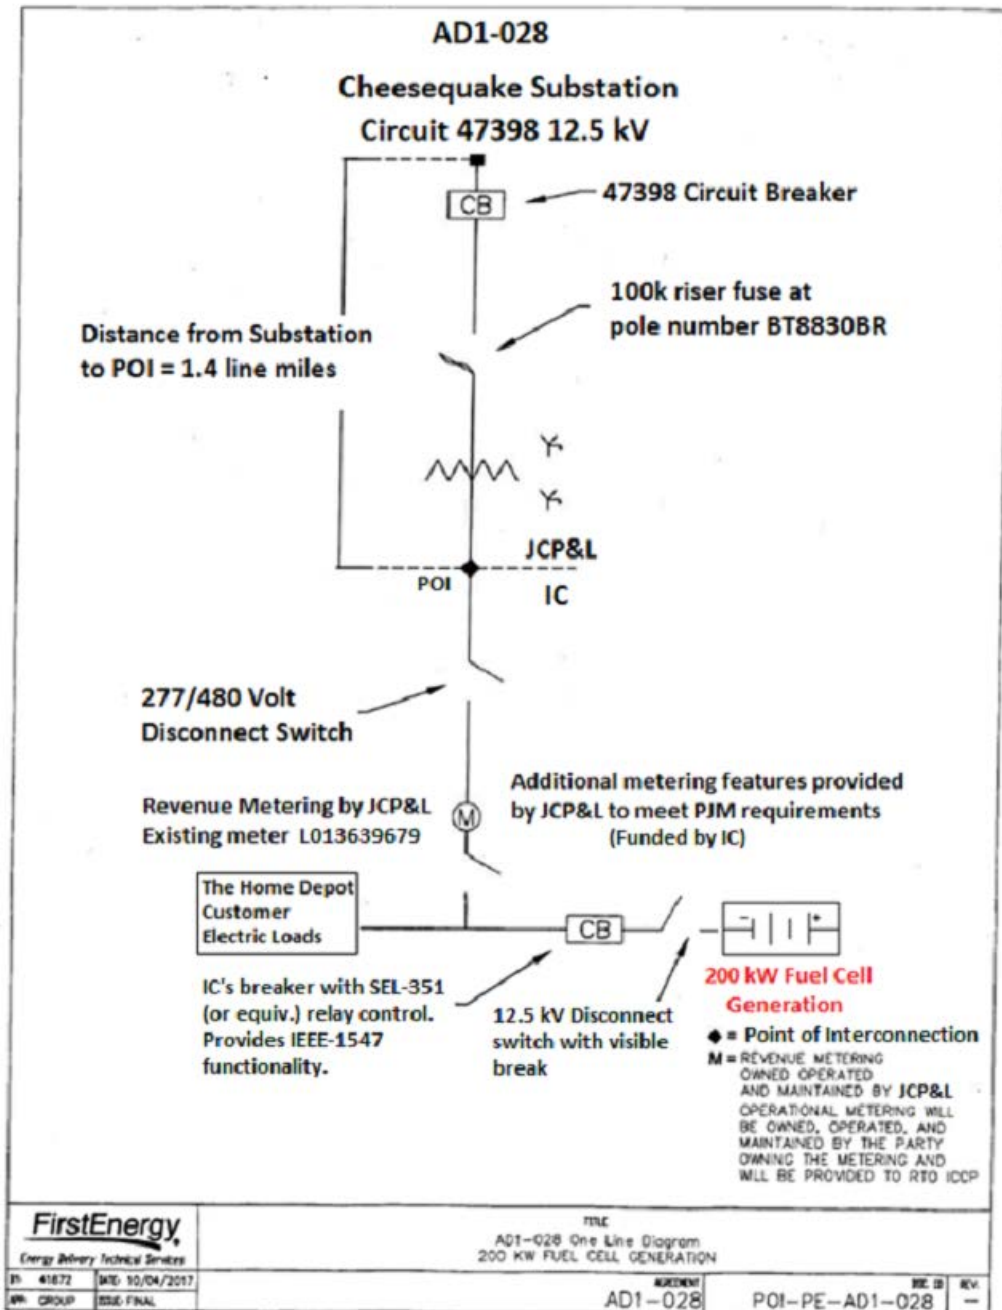 AD1-028
Cheesequake Substation
Circuit 47398 12.5 kV
CB
47398 Circuit Breaker
100k riser fuse at
pole number BT8830BR
Distance from Substation
to POI = 1.4 line miles
JCP&L
POI
IC
277/480 Volt
Disconnect Switch
Additional metering features provided
by JCP&L to meet PJM requirements
(Funded by IC)
Revenue Metering by JCP&L
Existing meter L013639679
M
The Home Depot
Customer
Electric Loads
CB
- +
200 kW Fuel Cell
Generation
IC's breaker with SEL-351
(or equiv.) relay control.
Provides IEEE-1547
functionality.
12.5 kV Disconnect
switch with visible
break
◆ = Point of Interconnection
M = REVENUE METERING
OWNED OPERATED
AND MAINTAINED BY JCP&L
OPERATIONAL METERING WILL
BE OWNED, OPERATED, AND
MAINTAINED BY THE PARTY
OWNING THE METERING AND
WILL BE PROVIDED TO RTO ICCP
FirstEnergy
Energy Delivery Technical Services
TITLE
AD1-028 One Line Diagram
200 KW FUEL CELL GENERATION
41872 DATE: 10/04/2017
GROUP ISSUE: FINAL
AGREEMENT
AD1-028
DOC. ID
POI-PE-AD1-028
REV.
—